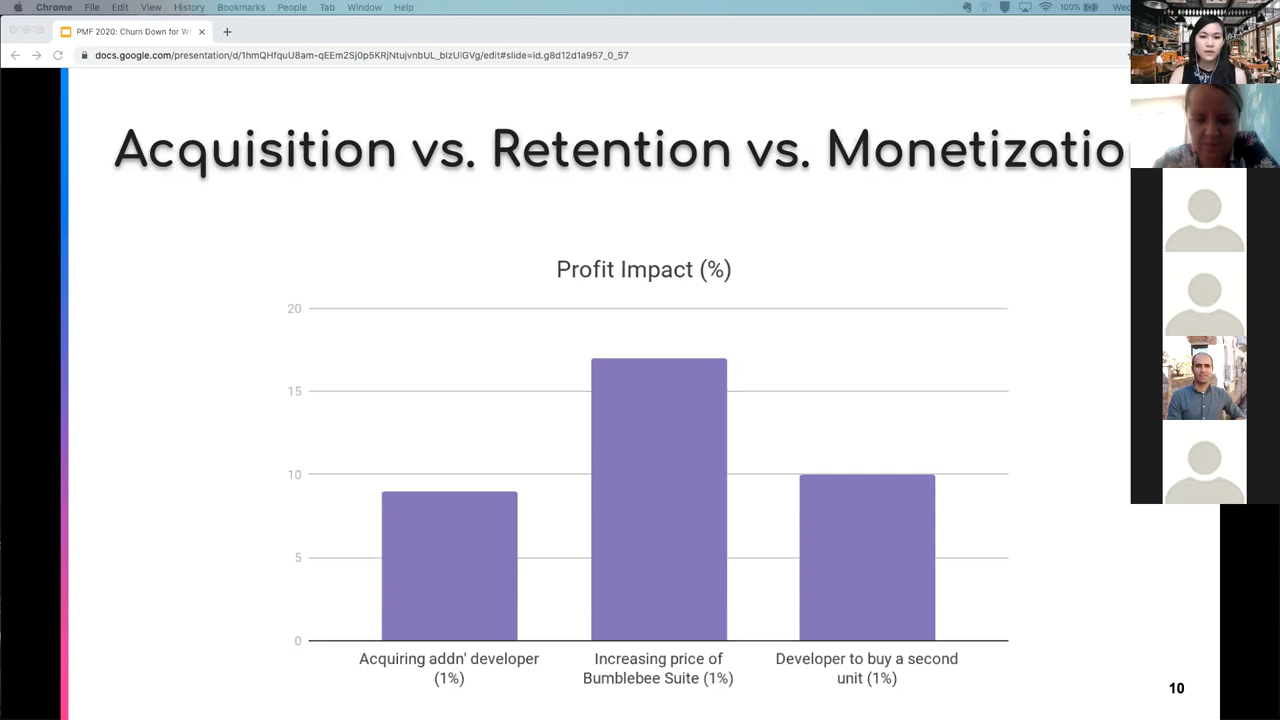 Chrome File Edit View History Bookmarks People Tab Window Help 100% Wed
PMF 2020: Churn Down for W
docs.google.com/presentation/d/1hmQHfquU8am-qEEm2Sj0p5KRjNtujvnbUL_bIzUiGVg/edit#slide=id.g8d12d1a957_0_57
Acquisition vs. Retention vs. Monetizatio
Profit Impact (%)
20
15
10
5
0
Acquiring addn' developer
(1%)
Increasing price of
Bumblebee Suite (1%)
Developer to buy a second
unit (1%)
10